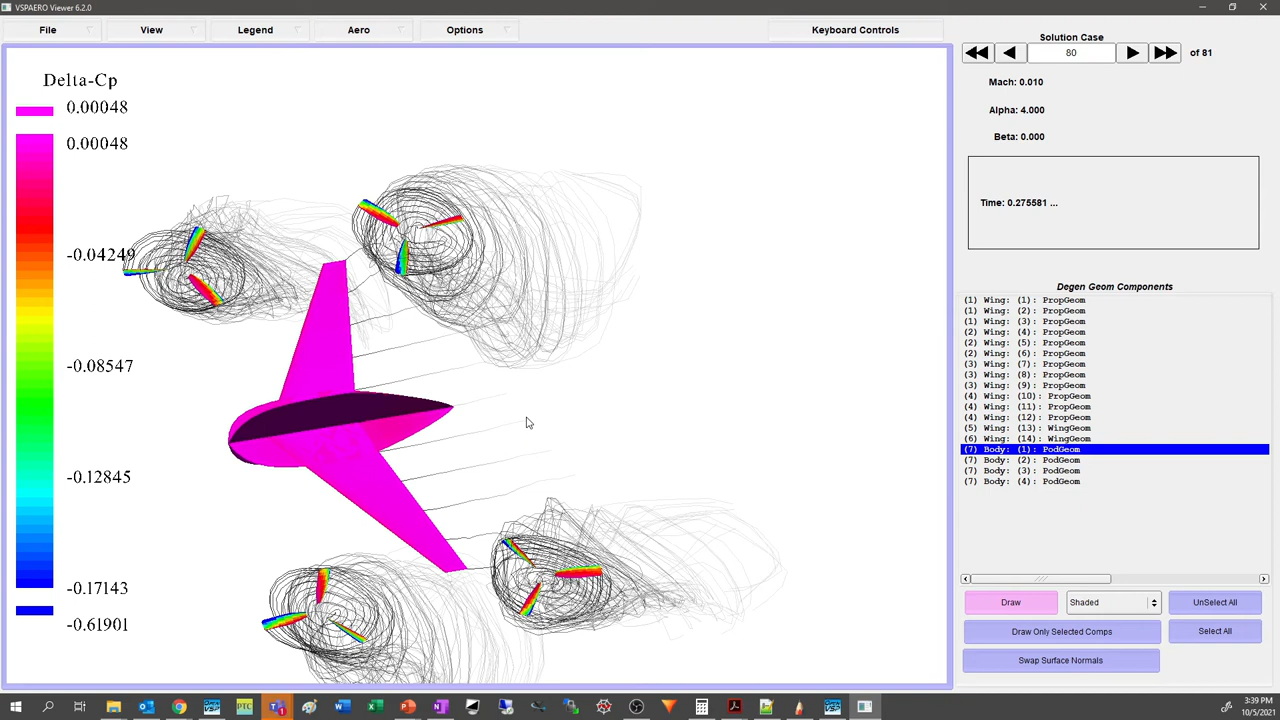 VSPAERO Viewer 6.2.0
File View Legend Aero Options Keyboard Controls
Delta-Cp
0.00048
0.00048
-0.04249
-0.08547
-0.12845
-0.17143
-0.61901
Solution Case
80 of 81
Mach: 0.010
Alpha: 4.000
Beta: 0.000
Time: 0.275581 ...
Degen Geom Components
(1) Wing: (1): PropGeom
(1) Wing: (2): PropGeom
(1) Wing: (3): PropGeom
(2) Wing: (4): PropGeom
(2) Wing: (5): PropGeom
(2) Wing: (6): PropGeom
(3) Wing: (7): PropGeom
(3) Wing: (8): PropGeom
(3) Wing: (9): PropGeom
(4) Wing: (10): PropGeom
(4) Wing: (11): PropGeom
(4) Wing: (12): PropGeom
(5) Wing: (13): WingGeom
(6) Wing: (14): WingGeom
(7) Body: (1): PodGeom
(7) Body: (2): PodGeom
(7) Body: (3): PodGeom
(7) Body: (4): PodGeom
Draw Shaded UnSelect All
Draw Only Selected Comps Select All
Swap Surface Normals
PTC
3:39 PM
10/5/2021